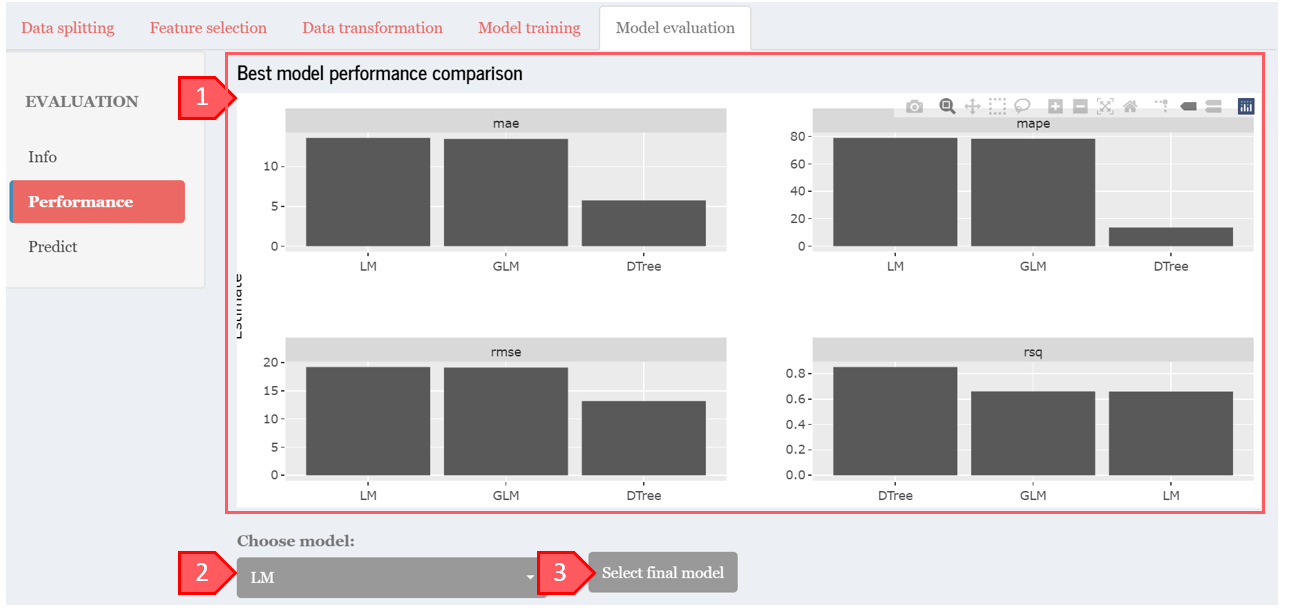 Data splitting Feature selection Data transformation Model training Model evaluation
EVALUATION
Info
Performance
Predict
1
Best model performance comparison
Estimate
mae
10
5
0
LM GLM DTree
mape
80
60
40
20
0
LM GLM DTree
rmse
20
15
10
5
0
LM GLM DTree
rsq
0.8
0.6
0.4
0.2
0.0
DTree GLM LM
Choose model:
2
LM
3
Select final model